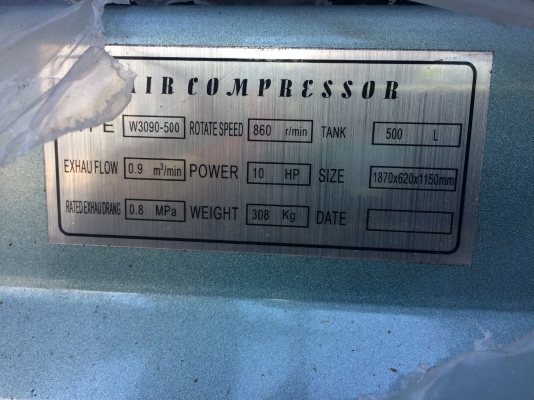 AIR COMPRESSOR
TYPE W3090-500 ROTATE SPEED 860 r/min TANK 500 L
EXHAU FLOW 0.9 m³/min POWER 10 HP SIZE 1870x620x1150mm
RATED EXHAUDRANG 0.8 MPa WEIGHT 308 Kg DATE